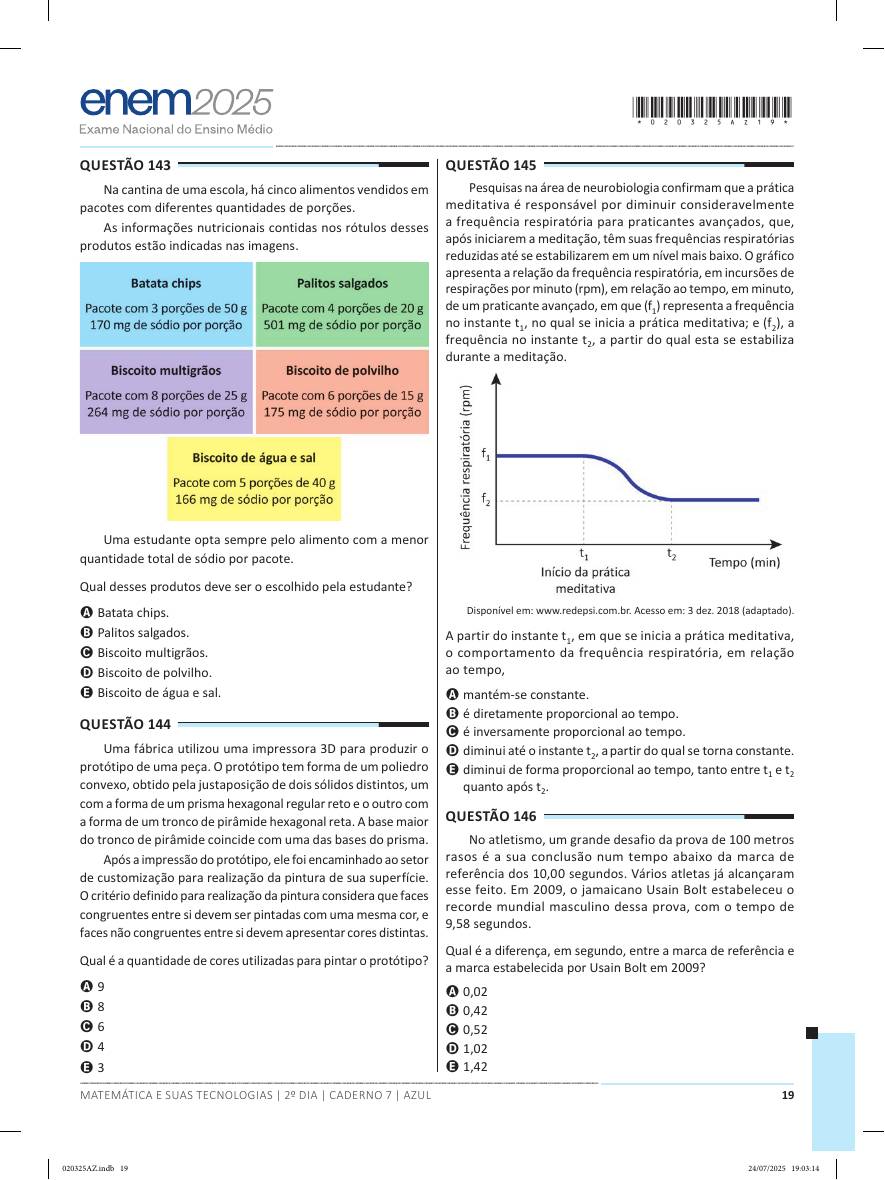 enem2025
Exame Nacional do Ensino Médio
*020325AZ19*
QUESTÃO 143
Na cantina de uma escola, há cinco alimentos vendidos em
pacotes com diferentes quantidades de porções.
As informações nutricionais contidas nos rótulos desses
produtos estão indicadas nas imagens.
Batata chips
Pacote com 3 porções de 50 g
170 mg de sódio por porção
Palitos salgados
Pacote com 4 porções de 20 g
501 mg de sódio por porção
Biscoito multigrãos
Pacote com 8 porções de 25 g
264 mg de sódio por porção
Biscoito de polvilho
Pacote com 6 porções de 15 g
175 mg de sódio por porção
Biscoito de água e sal
Pacote com 5 porções de 40 g
166 mg de sódio por porção
Uma estudante opta sempre pelo alimento com a menor
quantidade total de sódio por pacote.
Qual desses produtos deve ser o escolhido pela estudante?
A Batata chips.
B Palitos salgados.
C Biscoito multigrãos.
D Biscoito de polvilho.
E Biscoito de água e sal.
QUESTÃO 144
Uma fábrica utilizou uma impressora 3D para produzir o
protótipo de uma peça. O protótipo tem forma de um poliedro
convexo, obtido pela justaposição de dois sólidos distintos, um
com a forma de um prisma hexagonal regular reto e o outro com
a forma de um tronco de pirâmide hexagonal reta. A base maior
do tronco de pirâmide coincide com uma das bases do prisma.
Após a impressão do protótipo, ele foi encaminhado ao setor
de customização para realização da pintura de sua superfície.
O critério definido para realização da pintura considera que faces
congruentes entre si devem ser pintadas com uma mesma cor, e
faces não congruentes entre si devem apresentar cores distintas.
Qual é a quantidade de cores utilizadas para pintar o protótipo?
A 9
B 8
C 6
D 4
E 3
QUESTÃO 145
Pesquisas na área de neurobiologia confirmam que a prática
meditativa é responsável por diminuir consideravelmente
a frequência respiratória para praticantes avançados, que,
após iniciarem a meditação, têm suas frequências respiratórias
reduzidas até se estabilizarem em um nível mais baixo. O gráfico
apresenta a relação da frequência respiratória, em incursões de
respirações por minuto (rpm), em relação ao tempo, em minuto,
de um praticante avançado, em que (f₁) representa a frequência
no instante t₁, no qual se inicia a prática meditativa; e (f₂), a
frequência no instante t₂, a partir do qual esta se estabiliza
durante a meditação.
Frequência respiratória (rpm)
f₁
f₂
t₁
t₂
Tempo (min)
Início da prática
meditativa
Disponível em: www.redepsi.com.br. Acesso em: 3 dez. 2018 (adaptado).
A partir do instante t₁, em que se inicia a prática meditativa,
o comportamento da frequência respiratória, em relação
ao tempo,
A mantém-se constante.
B é diretamente proporcional ao tempo.
C é inversamente proporcional ao tempo.
D diminui até o instante t₂, a partir do qual se torna constante.
E diminui de forma proporcional ao tempo, tanto entre t₁ e t₂
quanto após t₂.
QUESTÃO 146
No atletismo, um grande desafio da prova de 100 metros
rasos é a sua conclusão num tempo abaixo da marca de
referência dos 10,00 segundos. Vários atletas já alcançaram
esse feito. Em 2009, o jamaicano Usain Bolt estabeleceu o
recorde mundial masculino dessa prova, com o tempo de
9,58 segundos.
Qual é a diferença, em segundo, entre a marca de referência e
a marca estabelecida por Usain Bolt em 2009?
A 0,02
B 0,42
C 0,52
D 1,02
E 1,42
MATEMÁTICA E SUAS TECNOLOGIAS | 2º DIA | CADERNO 7 | AZUL
19
020325AZ.indb 19
24/07/2025 19:03:14